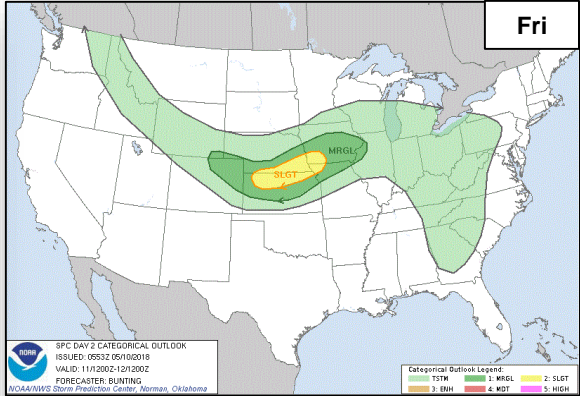 Fri
MRGL
SLGT
SPC DAY 2 CATEGORICAL OUTLOOK
ISSUED: 0553Z 05/10/2018
VALID: 11/1200Z-12/1200Z
FORECASTER: BUNTING
NOAA/NWS Storm Prediction Center, Norman, Oklahoma
NOAA
Categorical Outlook Legend:
TSTM 1: MRGL 2: SLGT
3: ENH 4: MDT 5: HIGH